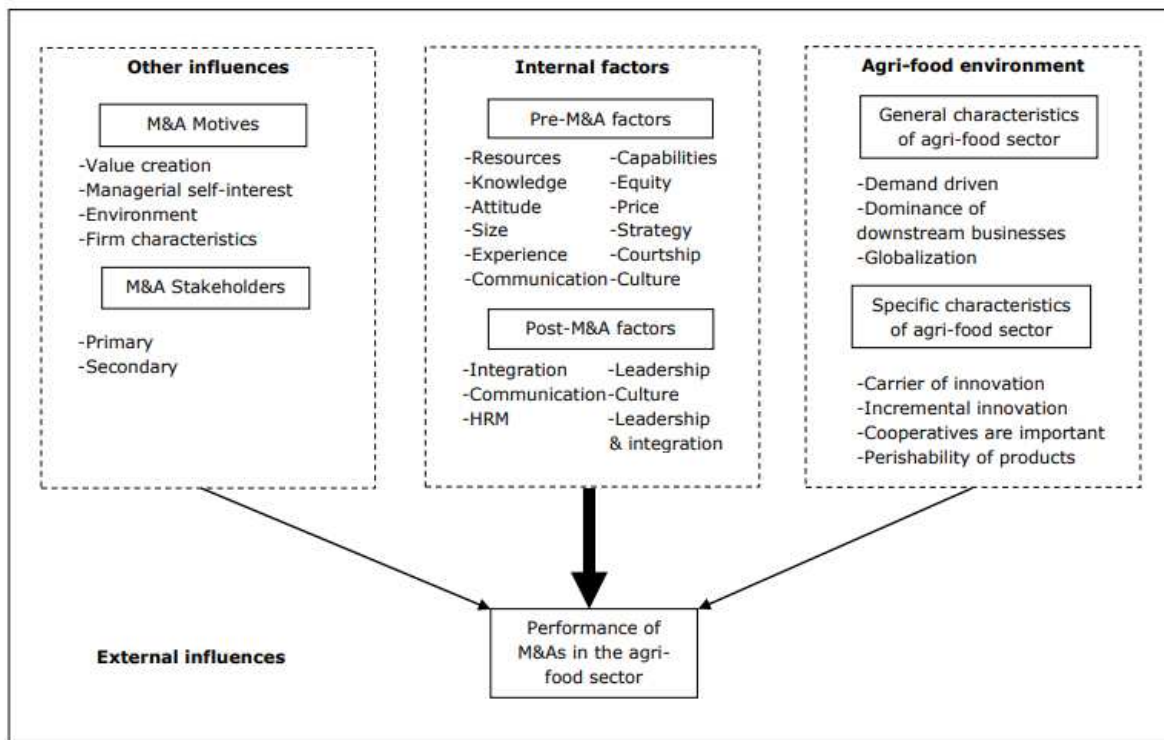 Other influences
M&A Motives
-Value creation
-Managerial self-interest
-Environment
-Firm characteristics
M&A Stakeholders
-Primary
-Secondary
Internal factors
Pre-M&A factors
-Resources -Capabilities
-Knowledge -Equity
-Attitude -Price
-Size -Strategy
-Experience -Courtship
-Communication -Culture
Post-M&A factors
-Integration -Leadership
-Communication -Culture
-HRM -Leadership
& integration
Agri-food environment
General characteristics
of agri-food sector
-Demand driven
-Dominance of
downstream businesses
-Globalization
Specific characteristics
of agri-food sector
-Carrier of innovation
-Incremental innovation
-Cooperatives are important
-Perishability of products
External influences
Performance of
M&As in the agri-
food sector